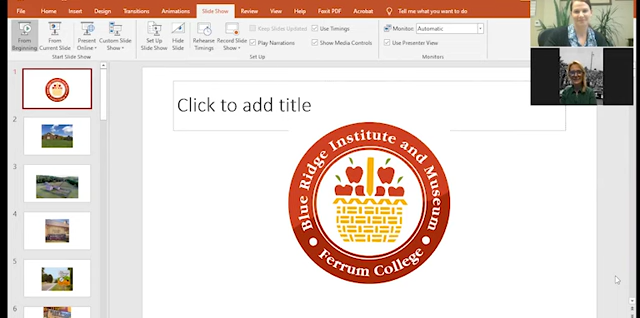 File Home Insert Design Transitions Animations Slide Show Review View Help Foxit PDF Acrobat Tell me what you want to do
From Beginning
From Current Slide
Present Online
Custom Slide Show
Set Up Slide Show
Hide Slide
Rehearse Timings
Record Slide Show
Keep Slides Updated
Play Narrations
Use Timings
Show Media Controls
Monitor: Automatic
Use Presenter View
Start Slide Show
Set Up
Monitors
1
2
3
4
5
6
Click to add title
Blue Ridge Institute and Museum
Ferrum College